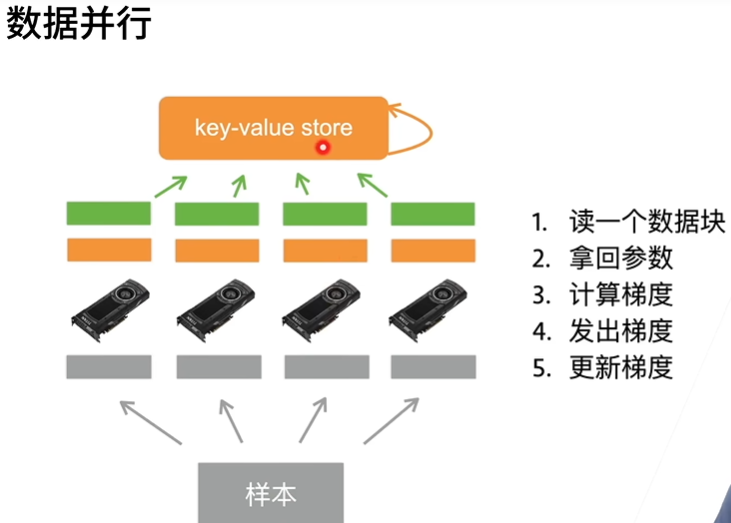 数据并行
key-value store
1. 读一个数据块
2. 拿回参数
3. 计算梯度
4. 发出梯度
5. 更新梯度
样本